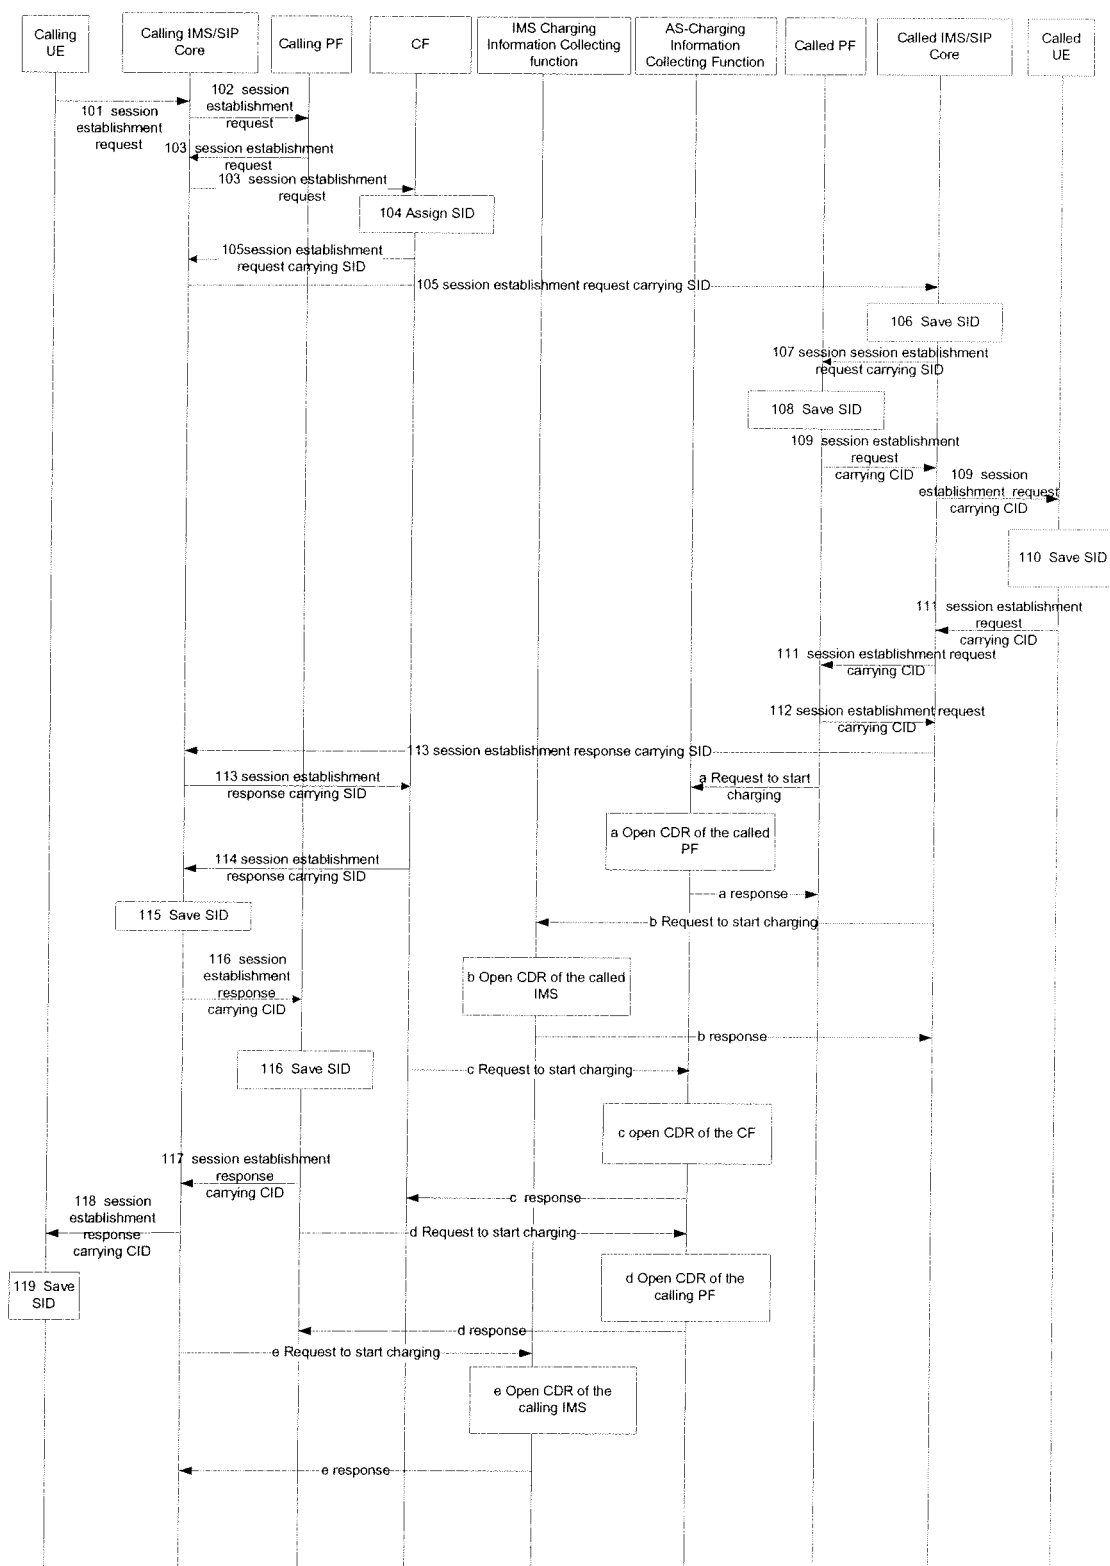 Calling
UE
Calling IMS/SIP
Core
Calling PF
CF
IMS Charging
Information Collecting
function
AS-Charging
Information
Collecting Function
Called PF
Called IMS/SIP
Core
Called
UE
101 session
establishment
request
102 session
establishment
request
103 session establishment
request
103 session establishment
request
104 Assign SID
105session establishment
request carrying SID
105 session establishment request carrying SID
106 Save SID
107 session session establishment
request carrying SID
108 Save SID
109 session establishment
request
carrying CID
109 session
establishment request
carrying CID
110 Save SID
111 session establishment
request
carrying CID
111 session establishment request
carrying CID
112 session establishment request
carrying CID
113 session establishment response carrying SID
113 session establishment
response carrying SID
a Request to start
charging
a Open CDR of the called
PF
114 session establishment
response carrying SID
a response
115 Save SID
b Request to start charging
116 session
establishment
response
carrying CID
b Open CDR of the called
IMS
b response
116 Save SID
c Request to start charging
c open CDR of the CF
117 session establishment
response
carrying CID
c response
118 session
establishment
response
carrying CID
d Request to start charging
119 Save
SID
d Open CDR of the
calling PF
d response
e Request to start charging
e Open CDR of the
calling IMS
e response